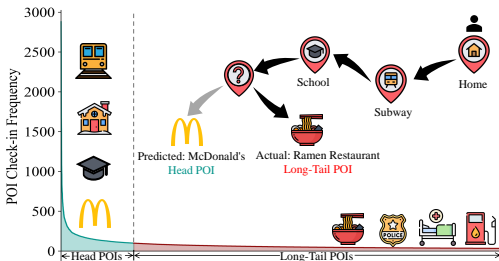 3000
2500
2000
1500
1000
500
0
POI Check-in Frequency
?
School
Subway
Home
Predicted: McDonald's
Head POI
Actual: Ramen Restaurant
Long-Tail POI
POLICE
Head POIs
Long-Tail POIs